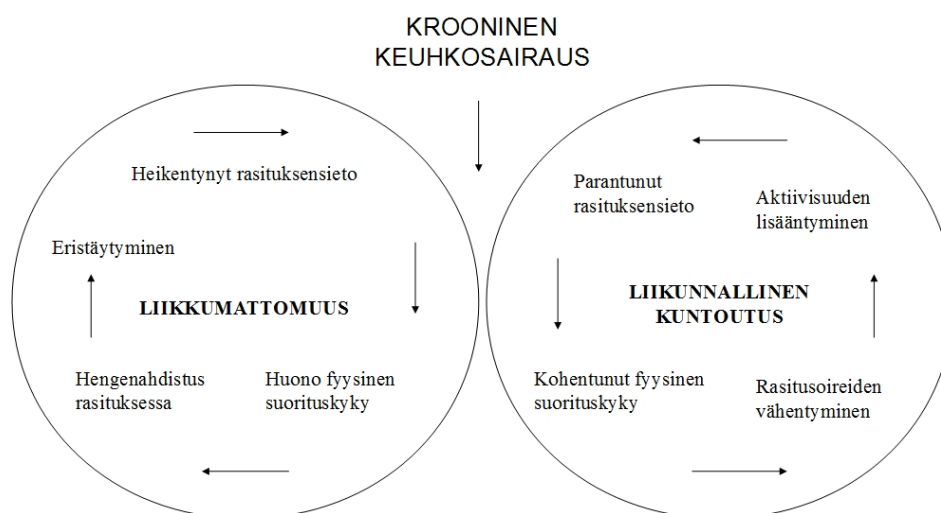 KROONINEN
KEUHKOSAIRAUS
Heikentynyt rasituksensieto
Eristäytyminen
LIIKKUMATTOMUUS
Hengenahdistus
rasituksessa
Huono fyysinen
suorituskyky
Parantunut
rasituksensieto
Aktiivisuuden
lisääntyminen
LIIKUNNALLINEN
KUNTOUTUS
Kohentunut fyysinen
suorituskyky
Rasitusoireiden
vähentyminen